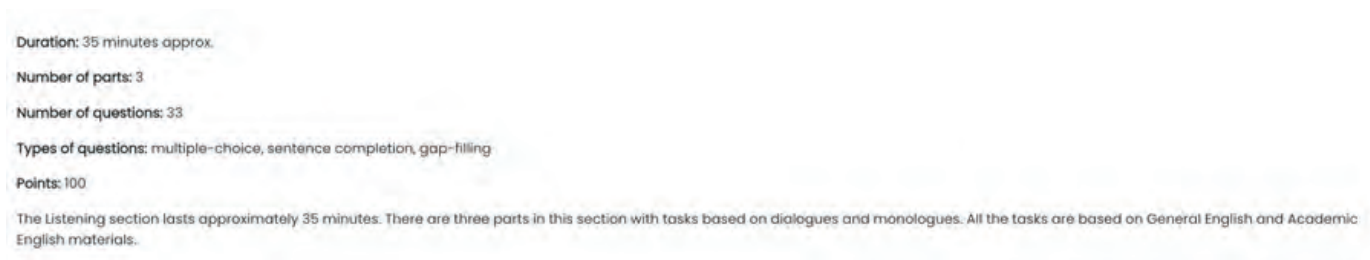 Duration: 35 minutes approx.
Number of parts: 3
Number of questions: 33
Types of questions: multiple-choice, sentence completion, gap-filling
Points: 100
The Listening section lasts approximately 35 minutes. There are three parts in this section with tasks based on dialogues and monologues. All the tasks are based on General English and Academic
English materials.